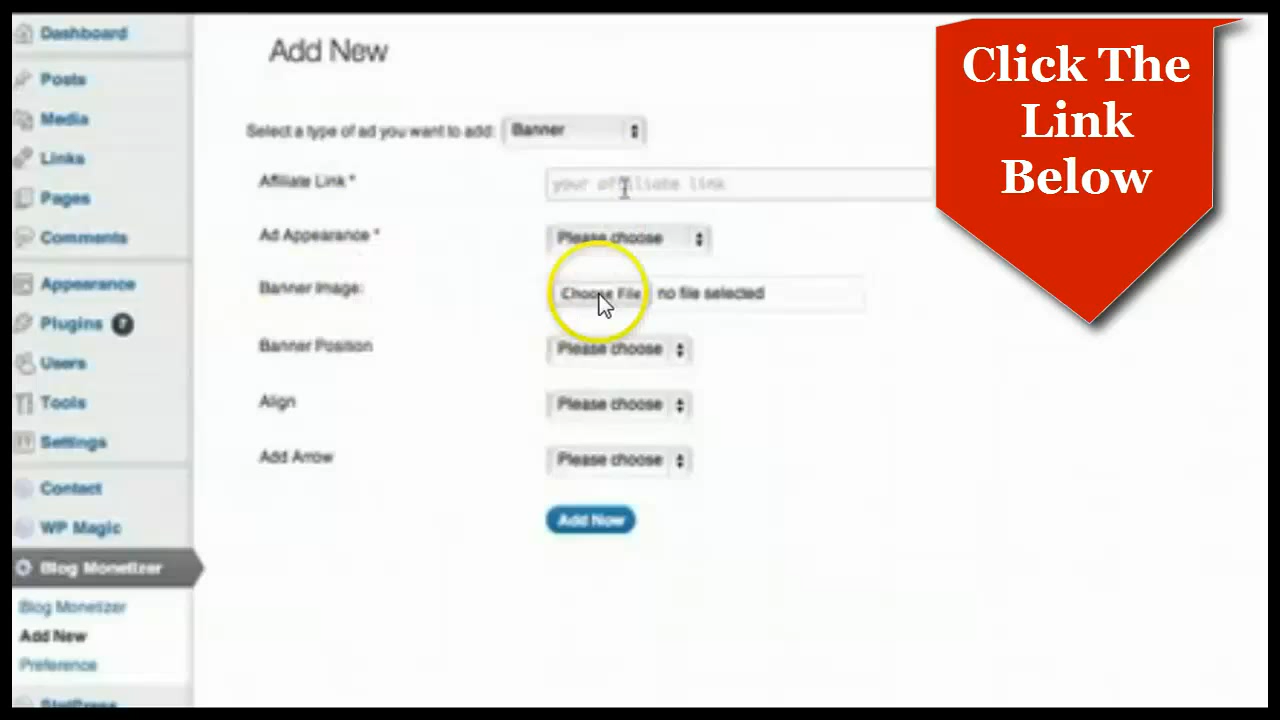 Dashboard
Posts
Media
Links
Pages
Comments
Appearance
Plugins
Users
Tools
Settings
Contact
WP Magic
Blog Monetizer
Blog Monetizer
Add New
Preference
StatPress
Add New
Select a type of ad you want to add: Banner
Affiliate Link * your affiliate link
Ad Appearance * Please choose
Banner Image: Choose File no file selected
Banner Position Please choose
Align Please choose
Add Arrow Please choose
Add Now
Click The
Link
Below